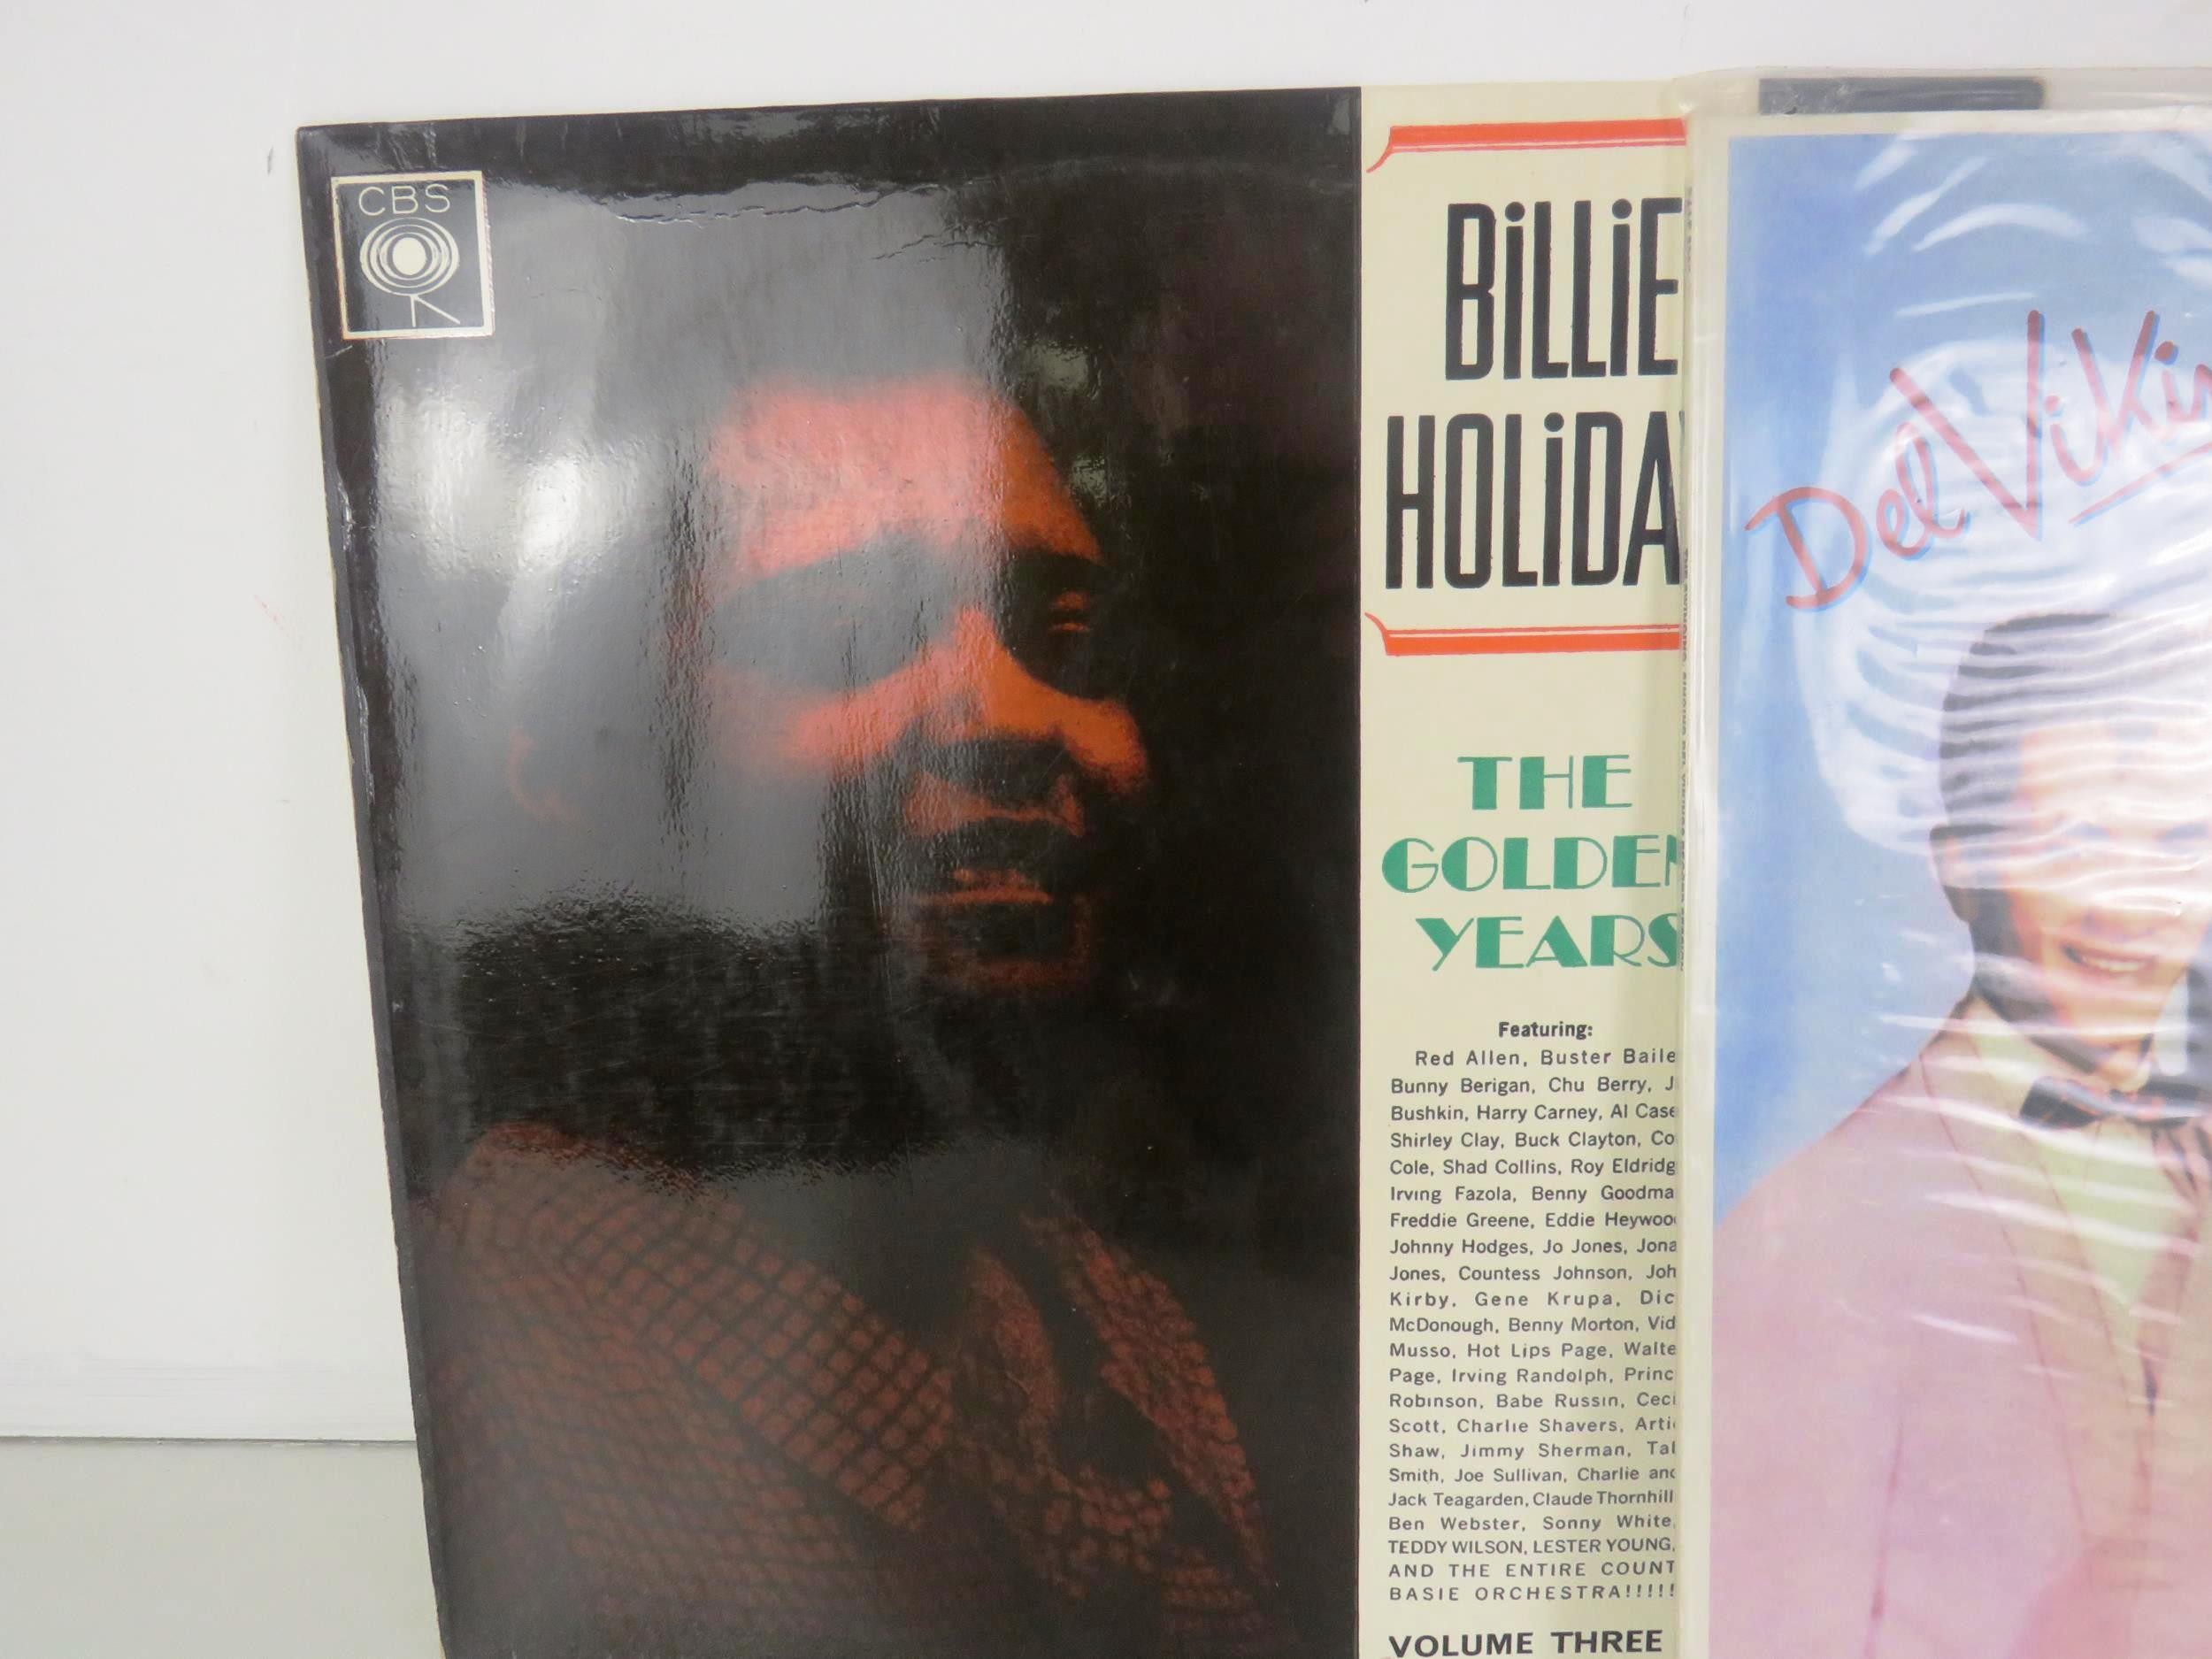 CBS
BiLLiE
HOLiDA
THE
GOLDEN
YEARS
Featuring:
Red Allen, Buster Baile
Bunny Berigan, Chu Berry, J
Bushkin, Harry Carney, Al Case
Shirley Clay, Buck Clayton, Co
Cole, Shad Collins, Roy Eldridg
Irving Fazola, Benny Goodma
Freddie Greene, Eddie Heywoo
Johnny Hodges, Jo Jones, Jona
Jones, Countess Johnson, Joh
Kirby, Gene Krupa, Dic
McDonough, Benny Morton, Vid
Musso, Hot Lips Page, Walte
Page, Irving Randolph, Princ
Robinson, Babe Russin, Ceci
Scott, Charlie Shavers, Arti
Shaw, Jimmy Sherman, Tal
Smith, Joe Sullivan, Charlie and
Jack Teagarden, Claude Thornhill
Ben Webster, Sonny White,
TEDDY WILSON, LESTER YOUNG,
AND THE ENTIRE COUNT
BASIE ORCHESTRA!!!!!
VOLUME THREE
Del Vikin